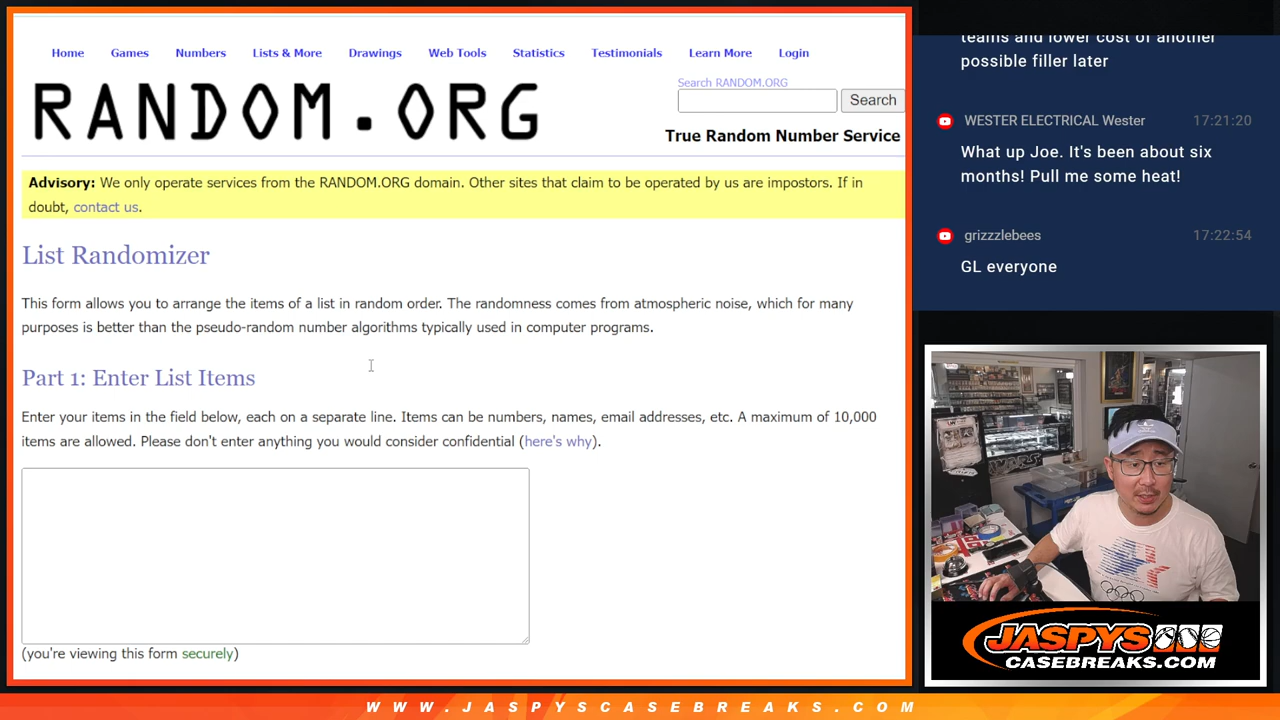 Home Games Numbers Lists & More Drawings Web Tools Statistics Testimonials Learn More Login
RANDOM.ORG
Search RANDOM.ORG
Search
True Random Number Service
Advisory: We only operate services from the RANDOM.ORG domain. Other sites that claim to be operated by us are impostors. If in
doubt, contact us.
List Randomizer
This form allows you to arrange the items of a list in random order. The randomness comes from atmospheric noise, which for many
purposes is better than the pseudo-random number algorithms typically used in computer programs.
Part 1: Enter List Items
Enter your items in the field below, each on a separate line. Items can be numbers, names, email addresses, etc. A maximum of 10,000
items are allowed. Please don't enter anything you would consider confidential (here's why).
(you're viewing this form securely)
teams and lower cost of another
possible filler later
WESTER ELECTRICAL Wester 17:21:20
What up Joe. It's been about six
months! Pull me some heat!
grizzzlebees 17:22:54
GL everyone
JASPYS
CASEBREAKS.COM
WWW.JASPYSCASEBREAKS.COM